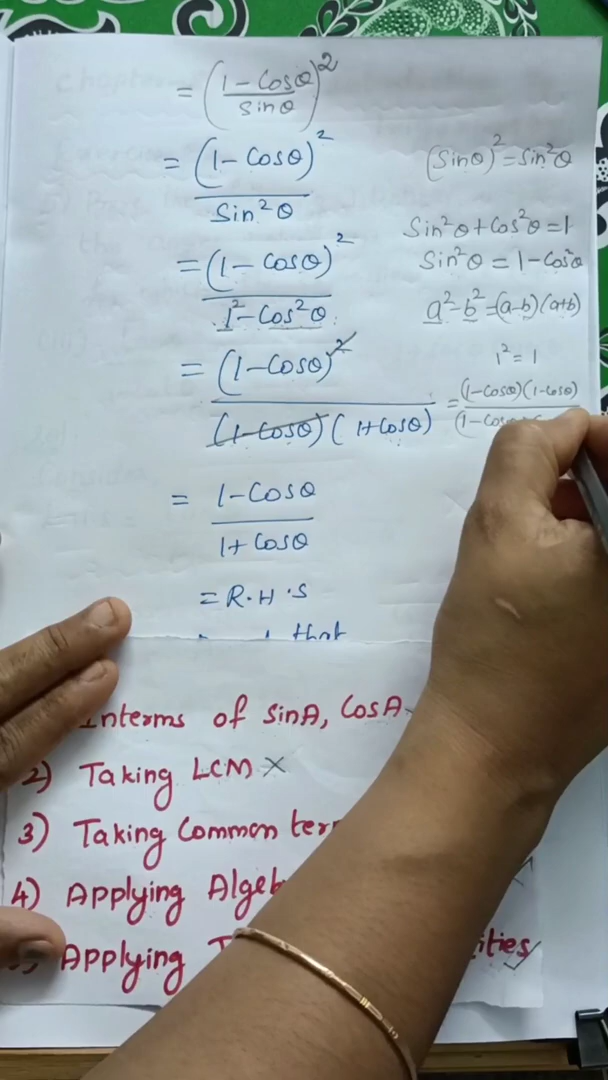 = (1 - Cosθ / sinθ)²
= (1 - Cosθ)² / Sin²θ
(Sinθ)² = Sin²θ
Sin²θ + Cos²θ = 1
= (1 - Cosθ)² / 1² - Cos²θ
Sin²θ = 1 - Cos²θ
a² - b² = (a-b)(a+b)
1² = 1
= (1 - Cosθ)² / (1 - Cosθ)(1 + Cosθ)
= (1 - Cosθ)(1 - Cosθ) / (1 - Cos
= 1 - Cosθ / 1 + Cosθ
= R.H.S
that
Interms of sinA, CosA
2) Taking LCM ×
3) Taking Common
4) Applying
Applying